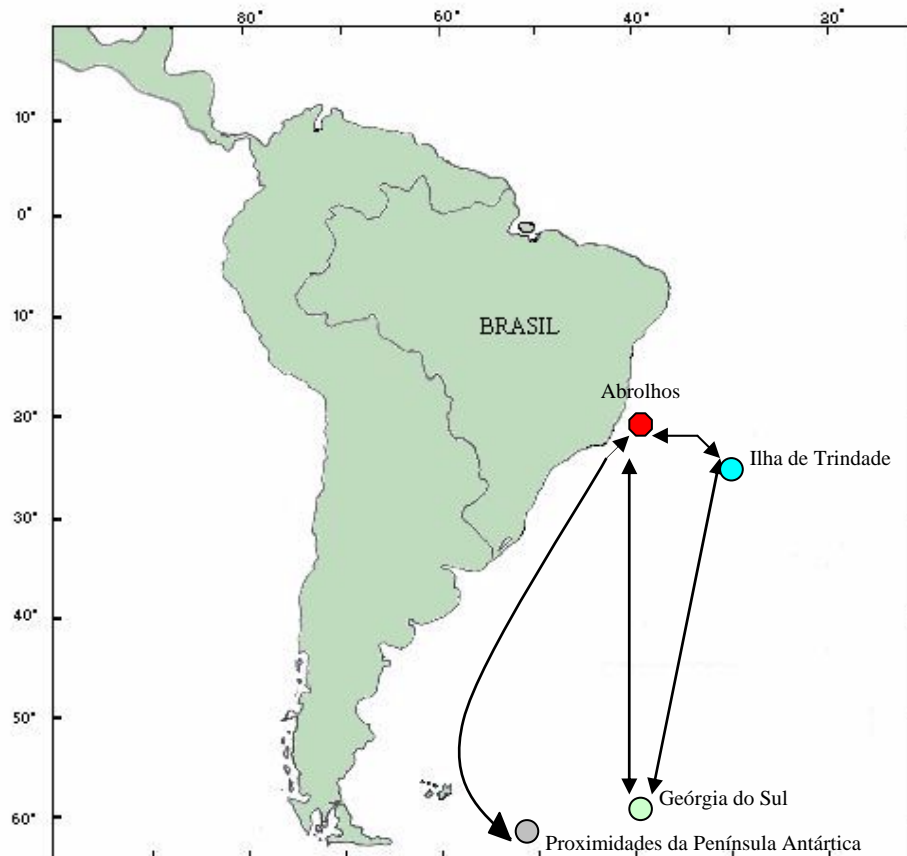 80° 60° 40° 20°
10°
0°
10°
BRASIL
Abrolhos
20°
Ilha de Trindade
30°
40°
50°
Geórgia do Sul
60°
Proximidades da Península Antártica